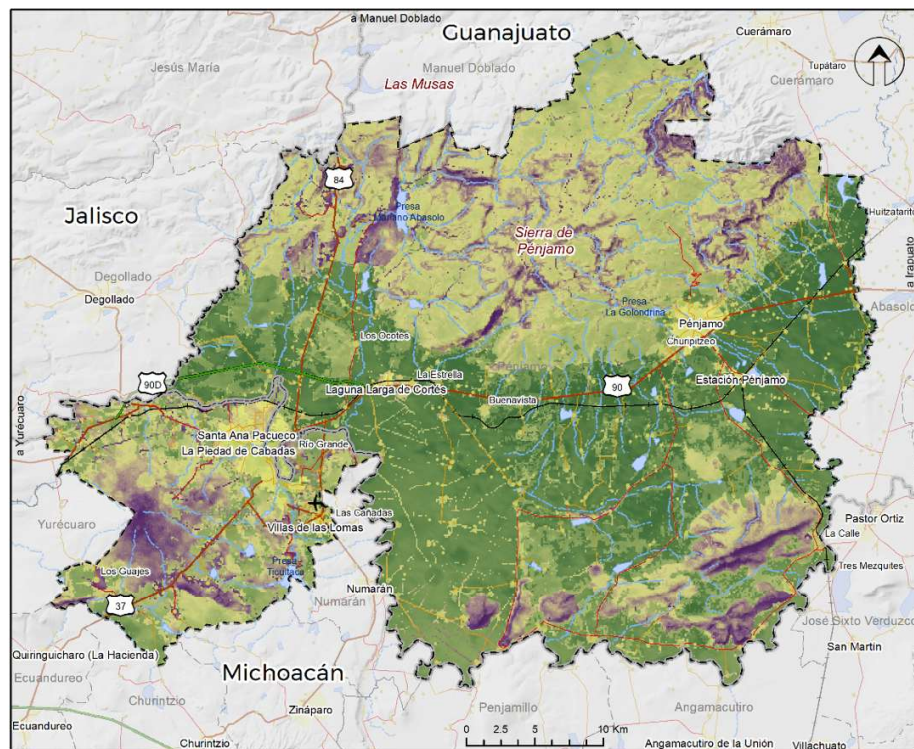 a Manuel Doblado
Guanajuato
Cuerámaro
Jesús María
Manuel Doblado
Tupátaro
Las Musas
Cuerámaro
84
Presa
Mariano Abasolo
Huitzatarito
Jalisco
Sierra de
Pénjamo
a Irapuato
Degollado
Degollado
Presa
La Golondrina
Abasolo
Pénjamo
Los Ocotes
Churipitzeo
Pénjamo
La Estrella
90D
Laguna Larga de Cortés
90
Estación Pénjamo
Buenavista
a Yurécuaro
Santa Ana Pacueco
Río Grande
La Piedad de Cabadas
Yurécuaro
Las Cañadas
Villas de las Lomas
Pastor Ortiz
La Calle
Los Guajes
Presa
Ticuitaco
Tres Mezquites
Numarán
37
Numarán
José Sixto Verduzco
Quiringuicharo (La Hacienda)
San Martín
Ecuandureo
Michoacán
Churintzio
Zináparo
Penjamillo
Angamacutiro
Ecuandureo
0 2.5 5 10 Km
Churintzio
Angamacutiro de la Unión
Villachuato